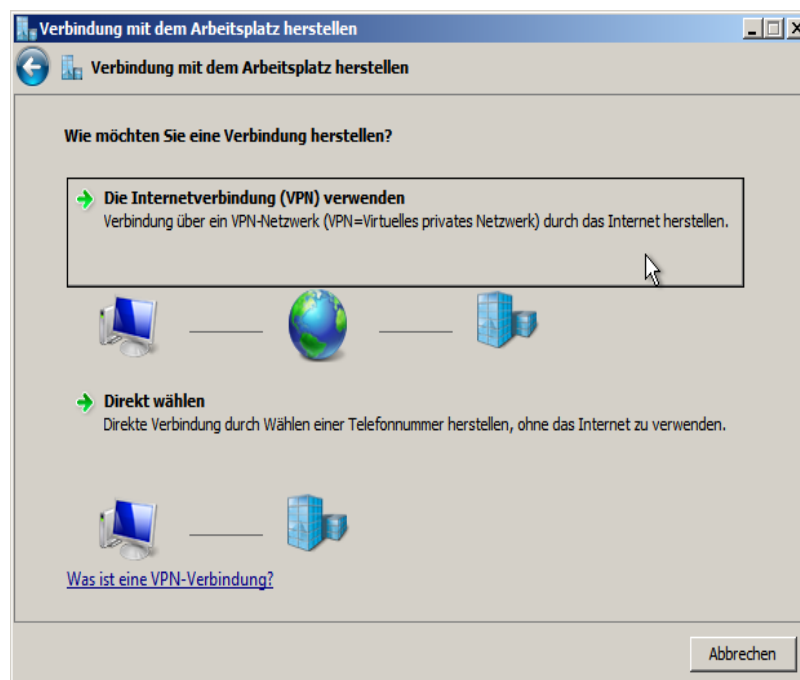 Verbindung mit dem Arbeitsplatz herstellen
Verbindung mit dem Arbeitsplatz herstellen
Wie möchten Sie eine Verbindung herstellen?
Die Internetverbindung (VPN) verwenden
Verbindung über ein VPN-Netzwerk (VPN=Virtuelles privates Netzwerk) durch das Internet herstellen.
Direkt wählen
Direkte Verbindung durch Wählen einer Telefonnummer herstellen, ohne das Internet zu verwenden.
Was ist eine VPN-Verbindung?
Abbrechen